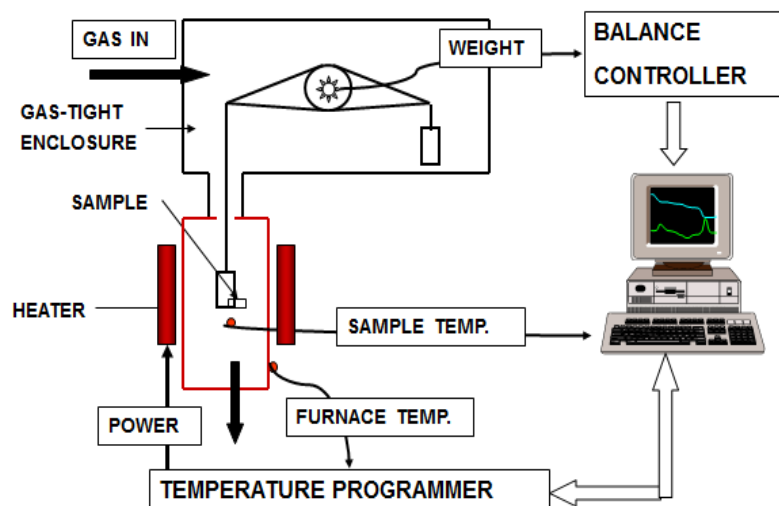 GAS IN
WEIGHT
BALANCE
CONTROLLER
GAS-TIGHT
ENCLOSURE
SAMPLE
HEATER
SAMPLE TEMP.
POWER
FURNACE TEMP.
TEMPERATURE PROGRAMMER